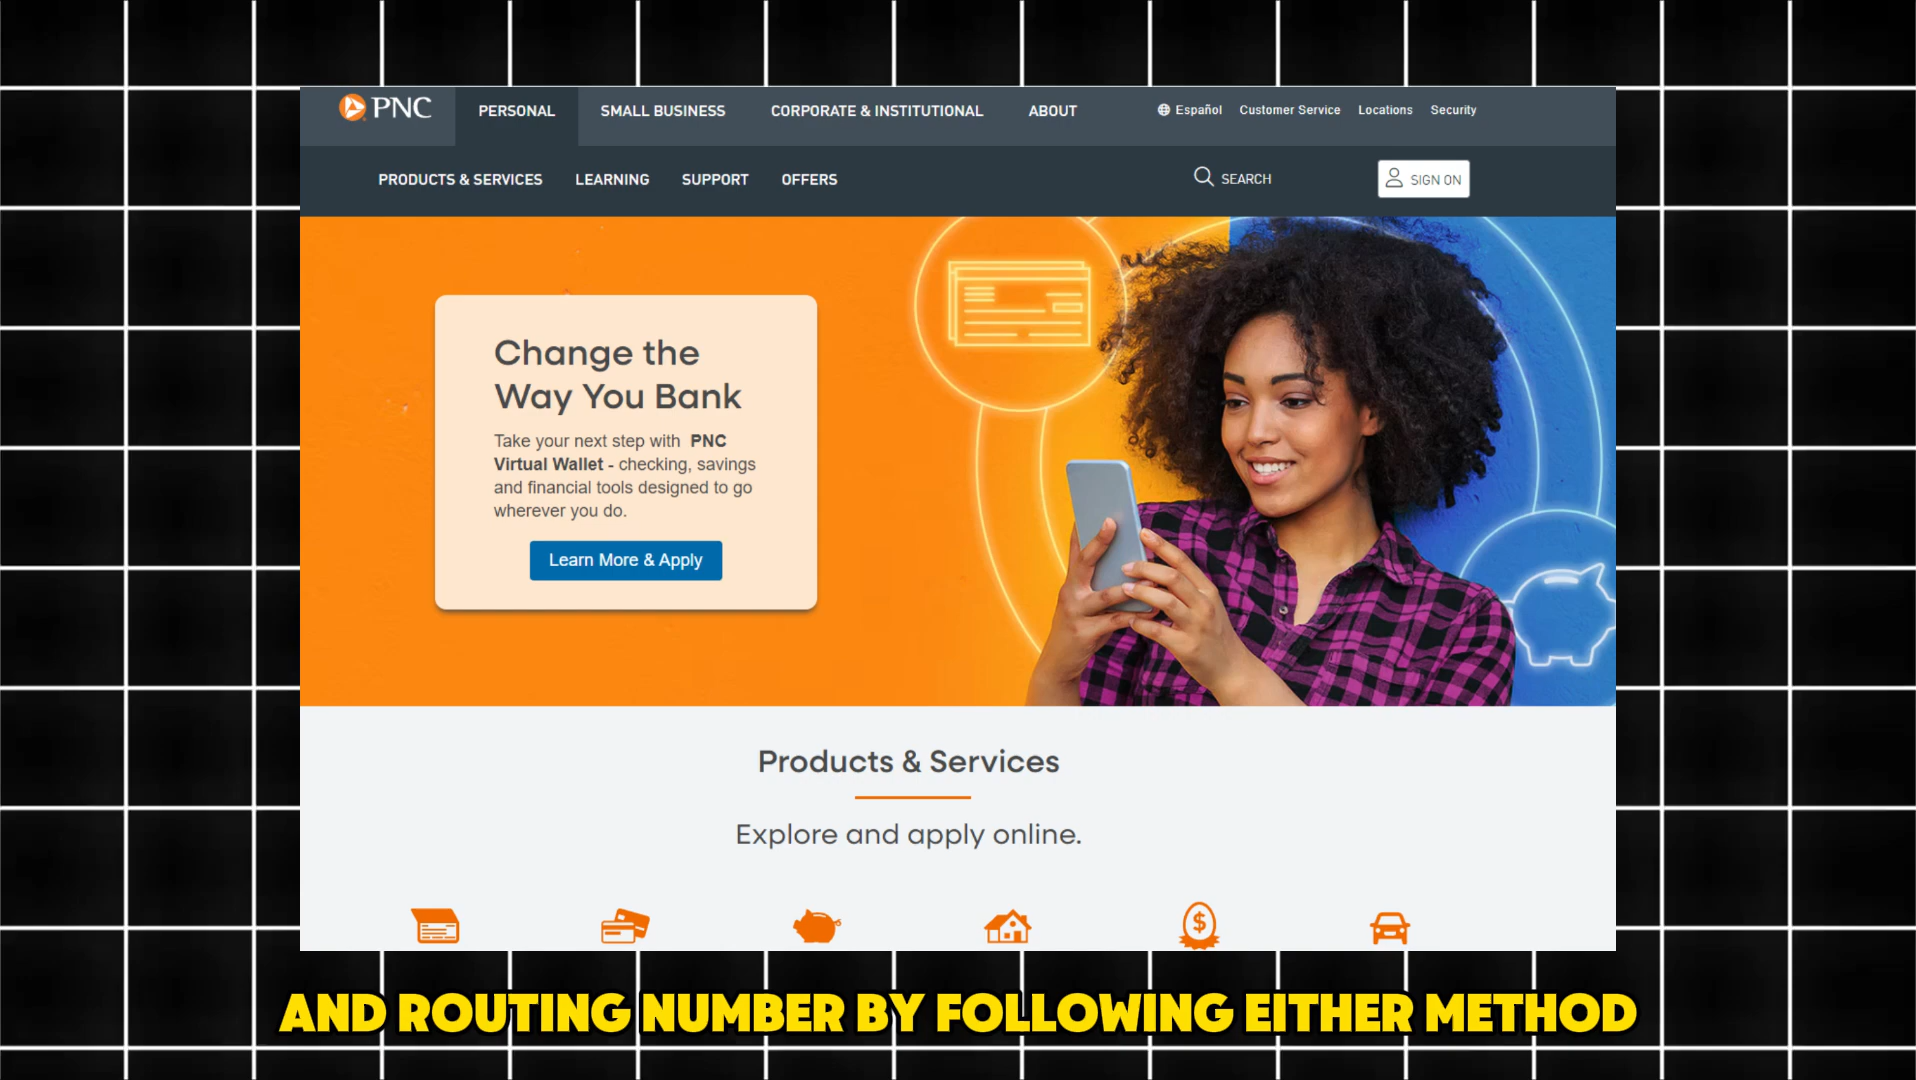 PNC
PERSONAL
SMALL BUSINESS
CORPORATE & INSTITUTIONAL
ABOUT
Español
Customer Service
Locations
Security
PRODUCTS & SERVICES
LEARNING
SUPPORT
OFFERS
SEARCH
SIGN ON
Change the
Way You Bank
Take your next step with PNC
Virtual Wallet - checking, savings
and financial tools designed to go
wherever you do.
Learn More & Apply
Products & Services
Explore and apply online.
$
AND ROUTING NUMBER BY FOLLOWING EITHER METHOD